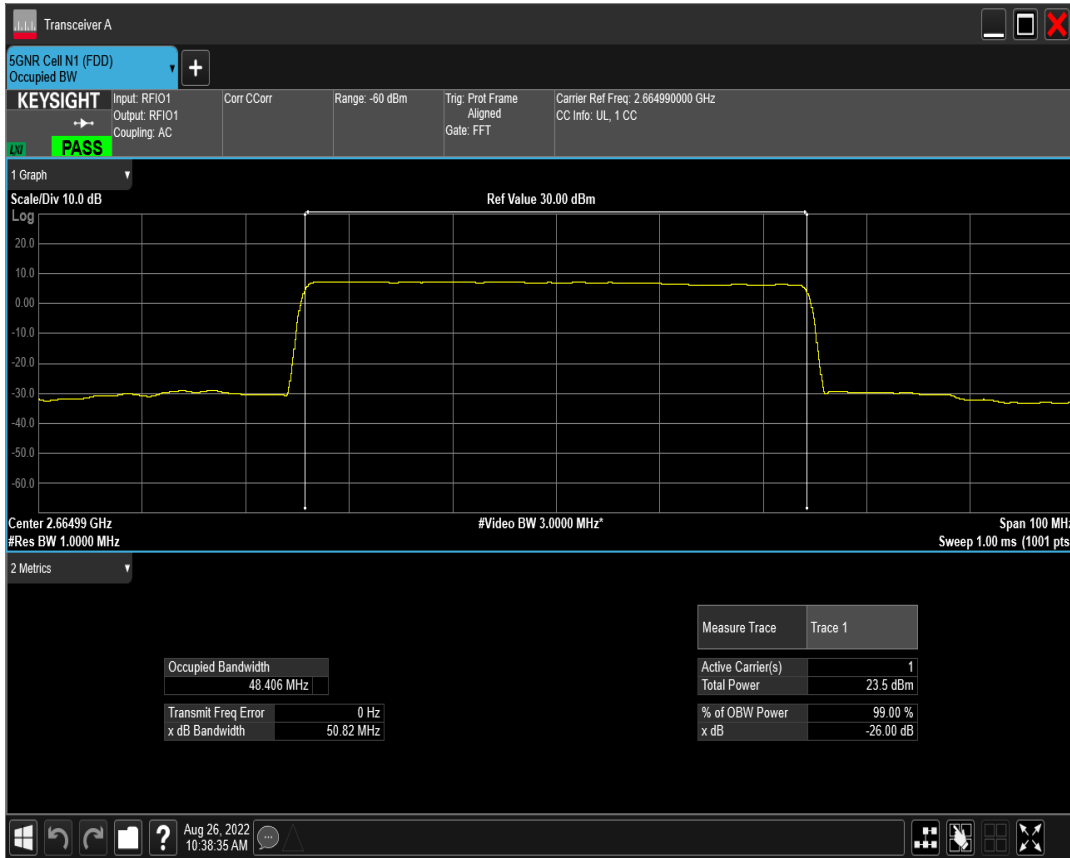 Transceiver A
5GNR Cell N1 (FDD)
Occupied BW
+
KEYSIGHT
LXI
PASS
Input: RFIO1
Output: RFIO1
Coupling: AC
Corr CCorr
Range: -60 dBm
Trig: Prot Frame
Aligned
Gate: FFT
Carrier Ref Freq: 2.664990000 GHz
CC Info: UL, 1 CC
1 Graph
Scale/Div 10.0 dB
Ref Value 30.00 dBm
Log
20.0
10.0
0.00
-10.0
-20.0
-30.0
-40.0
-50.0
-60.0
Center 2.66499 GHz
#Video BW 3.0000 MHz*
Span 100 MHz
#Res BW 1.0000 MHz
Sweep 1.00 ms (1001 pts
2 Metrics
Measure Trace Trace 1
Occupied Bandwidth
48.406 MHz
Active Carrier(s) 1
Total Power 23.5 dBm
Transmit Freq Error 0 Hz
x dB Bandwidth 50.82 MHz
% of OBW Power 99.00 %
x dB -26.00 dB
?
Aug 26, 2022
10:38:35 AM